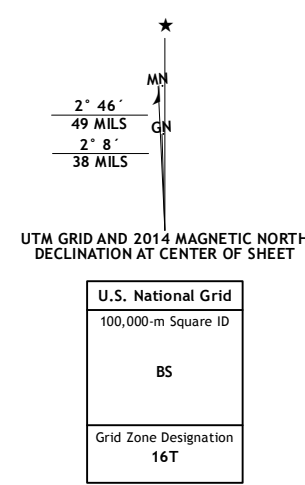 ★
MN
2° 46´
49 MILS
GN
2° 8´
38 MILS
UTM GRID AND 2014 MAGNETIC NORTH
DECLINATION AT CENTER OF SHEET
U.S. National Grid
100,000-m Square ID
BS
Grid Zone Designation
16T